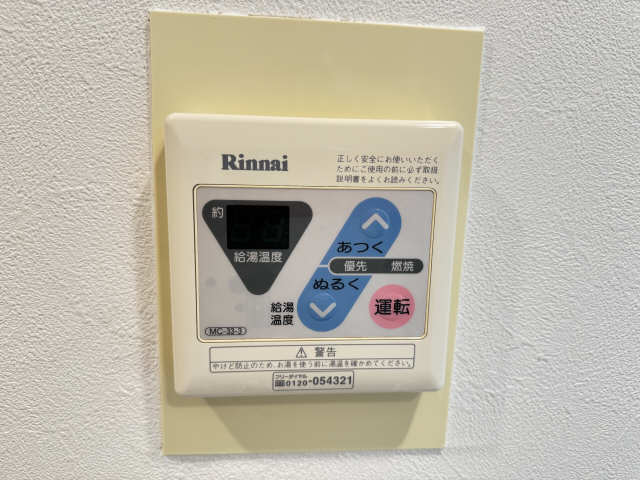 Rinnai
正しく安全にお使いいただく
ためにご使用の前に必ず取扱
説明書をよくお読みください。
約
給湯温度
あつく
優先 燃焼
ぬるく
給湯
温度
運転
MC-33-3
⚠ 警告
やけど防止のため、お湯を使う前に湯温を確かめてください。
フリーダイヤル
0120-054321